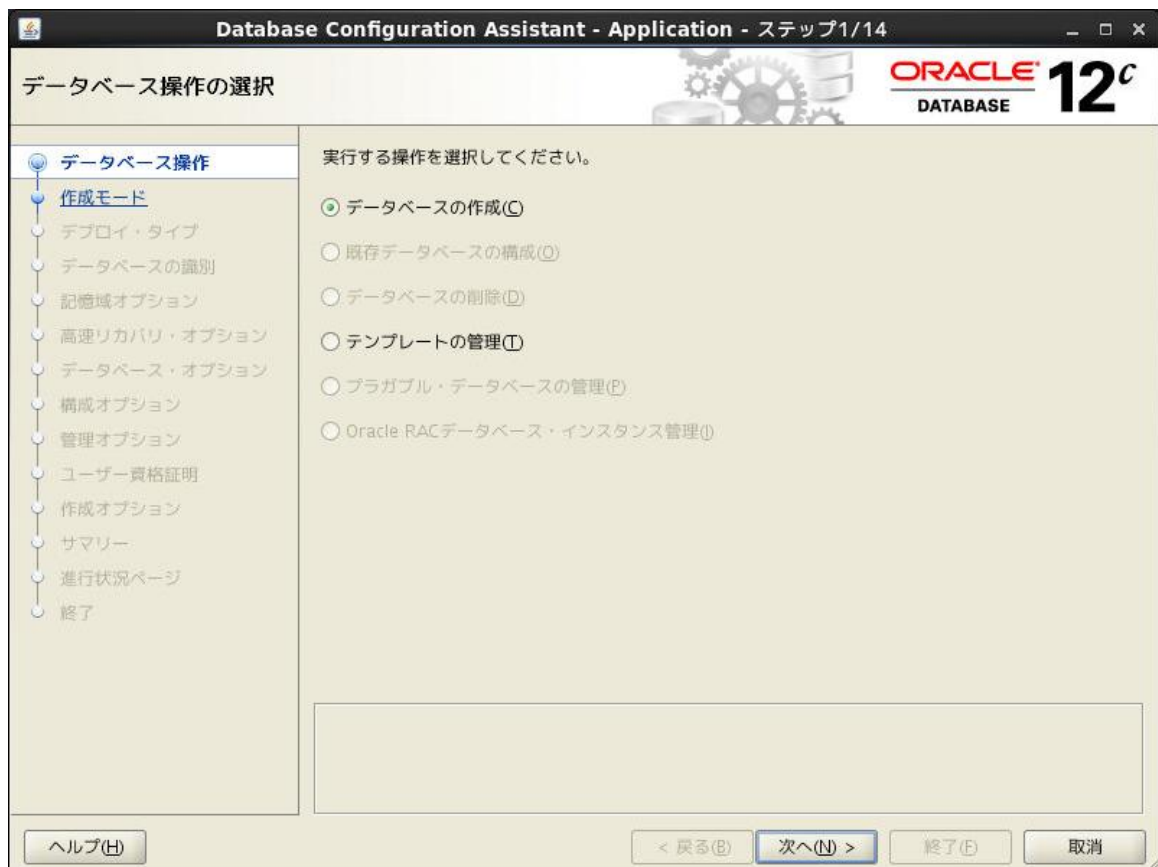 Database Configuration Assistant - Application - ステップ1/14
データベース操作の選択
ORACLE
DATABASE
12c
データベース操作
作成モード
デプロイ・タイプ
データベースの識別
記憶域オプション
高速リカバリ・オプション
データベース・オプション
構成オプション
管理オプション
ユーザー資格証明
作成オプション
サマリー
進行状況ページ
終了
実行する操作を選択してください。
データベースの作成(C)
既存データベースの構成(O)
データベースの削除(D)
テンプレートの管理(T)
プラガブル・データベースの管理(P)
Oracle RACデータベース・インスタンス管理(I)
ヘルプ(H)
< 戻る(B)
次へ(N) >
終了(F)
取消